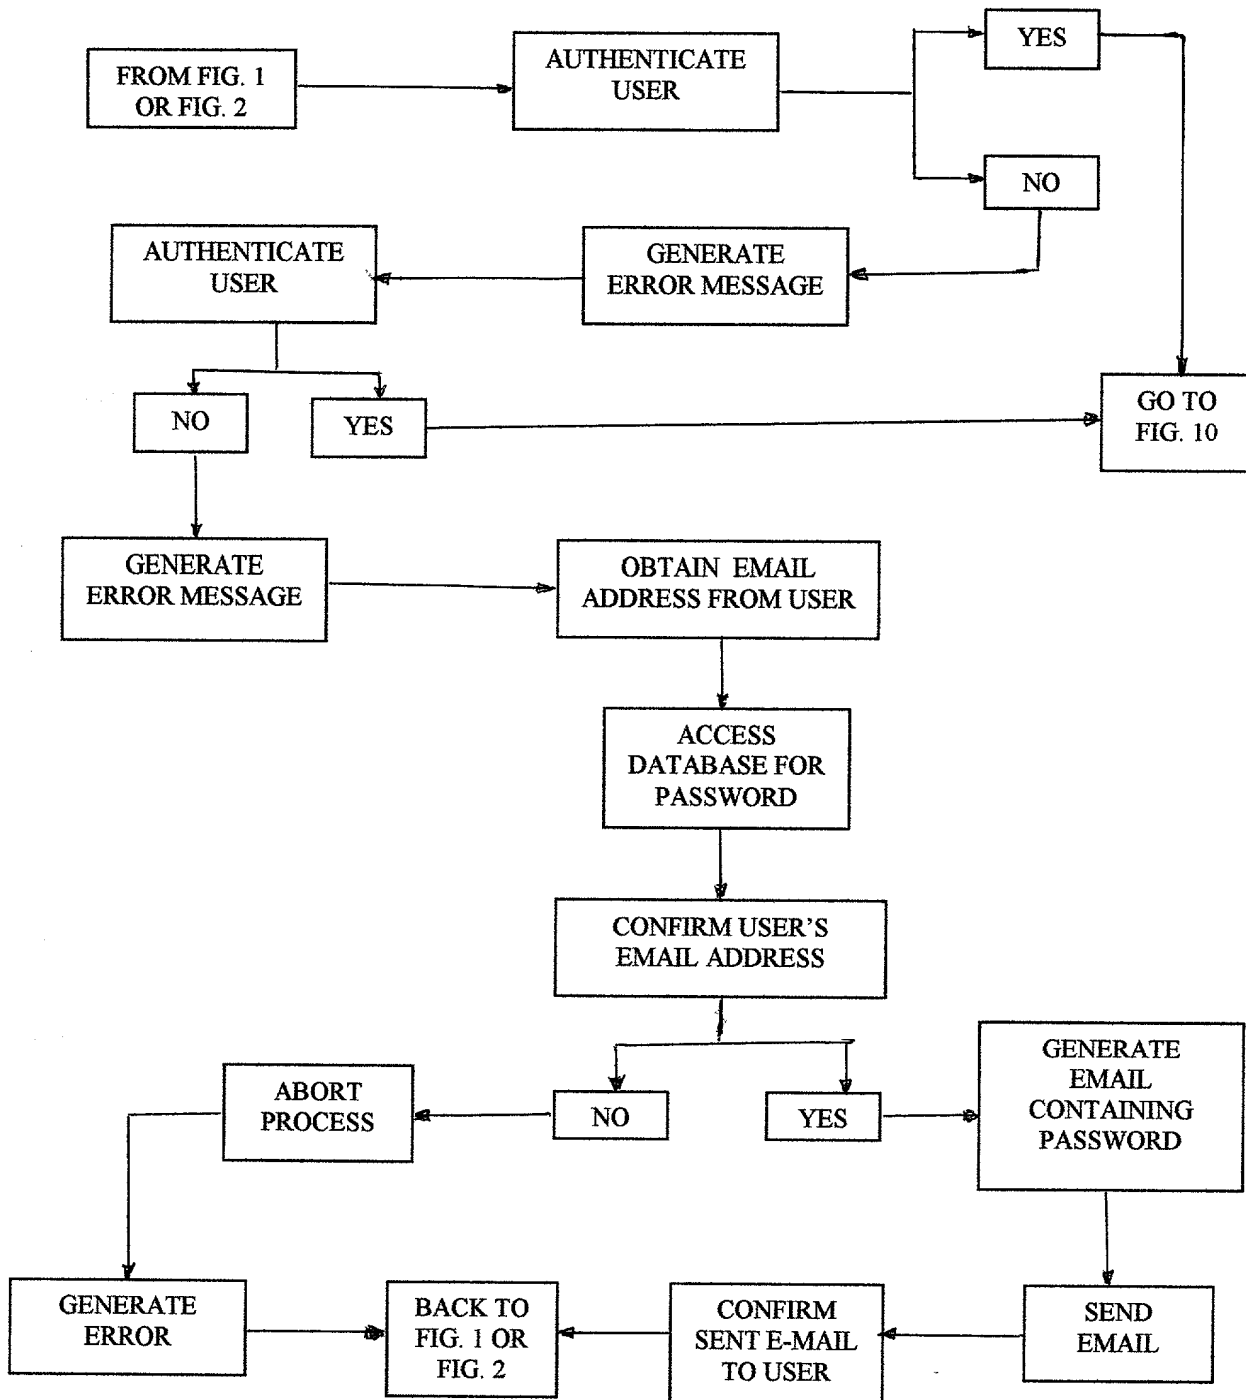 FROM FIG. 1
OR FIG. 2
AUTHENTICATE
USER
YES
NO
GENERATE
ERROR MESSAGE
AUTHENTICATE
USER
NO
YES
GO TO
FIG. 10
GENERATE
ERROR MESSAGE
OBTAIN EMAIL
ADDRESS FROM USER
ACCESS
DATABASE FOR
PASSWORD
CONFIRM USER'S
EMAIL ADDRESS
NO
YES
ABORT
PROCESS
GENERATE
EMAIL
CONTAINING
PASSWORD
GENERATE
ERROR
BACK TO
FIG. 1 OR
FIG. 2
CONFIRM
SENT E-MAIL
TO USER
SEND
EMAIL